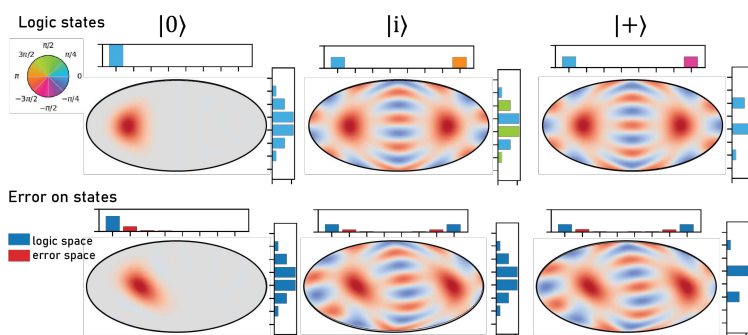 Logic states
|0⟩
|i⟩
|+⟩
π/2
3π/2
π/4
π
0
−3π/2
−π/4
−π/2
Error on states
logic space
error space